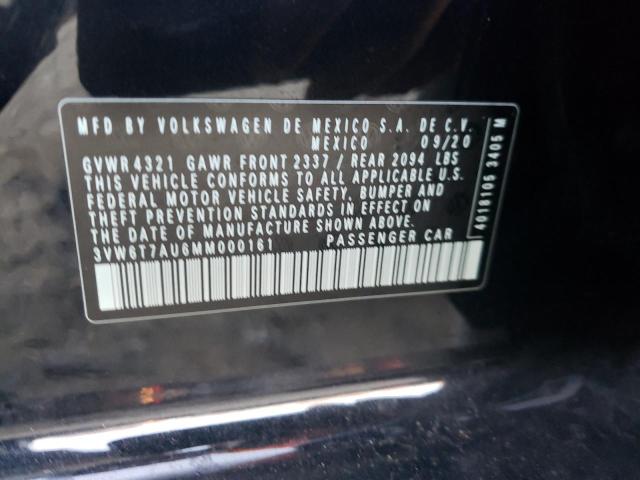 MFD BY VOLKSWAGEN DE MEXICO S.A. DE C.V.
MEXICO 09/20
GVWR 4321 GAWR FRONT 2337 / REAR 2094 LBS
THIS VEHICLE CONFORMS TO ALL APPLICABLE U.S.
FEDERAL MOTOR VEHICLE SAFETY, BUMPER AND
THEFT PREVENTION STANDARDS IN EFFECT ON
THE DATE OF MANUFACTURE SHOWN ABOVE.
3VW6T7AU6MM000161 PASSENGER CAR
4018105 3405 M